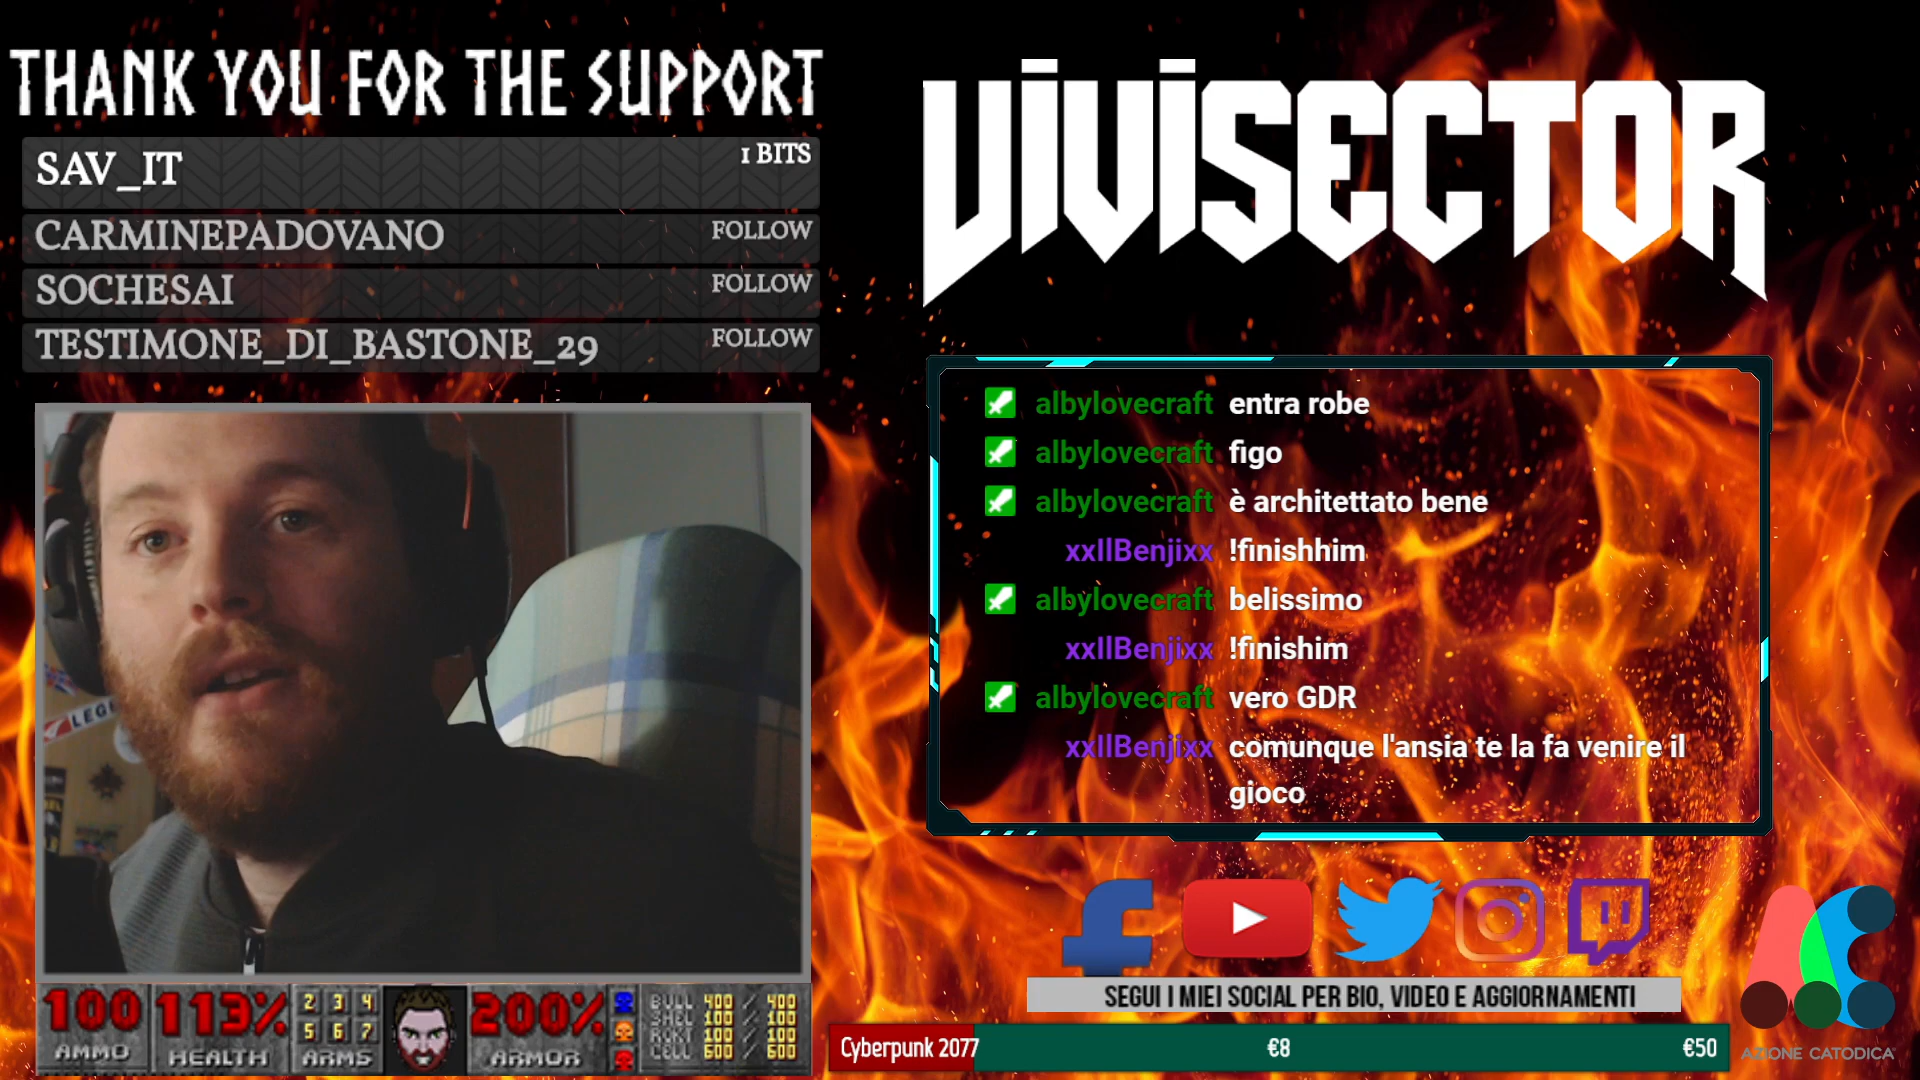 THANK YOU FOR THE SUPPORT
SAV_IT 1 BITS
CARMINEPADOVANO FOLLOW
SOCHESAI FOLLOW
TESTIMONE_DI_BASTONE_29 FOLLOW
ViViSECTOR
albylovecraft entra robe
albylovecraft figo
albylovecraft è architettato bene
xxIlBenjixx !finishhim
albylovecraft belissimo
xxIlBenjixx !finishim
albylovecraft vero GDR
xxIlBenjixx comunque l'ansia te la fa venire il
gioco
LEGE
SEGUI I MIEI SOCIAL PER BIO, VIDEO E AGGIORNAMENTI
Cyberpunk 2077 €8 €50
AZIONE CATODICA
100 113% 2 3 4 200% BULL 400 / 400
5 6 7 SHEL 100 / 100
RCKT 100 / 100
AMMO HEALTH ARMS ARMOR CELL 600 / 600